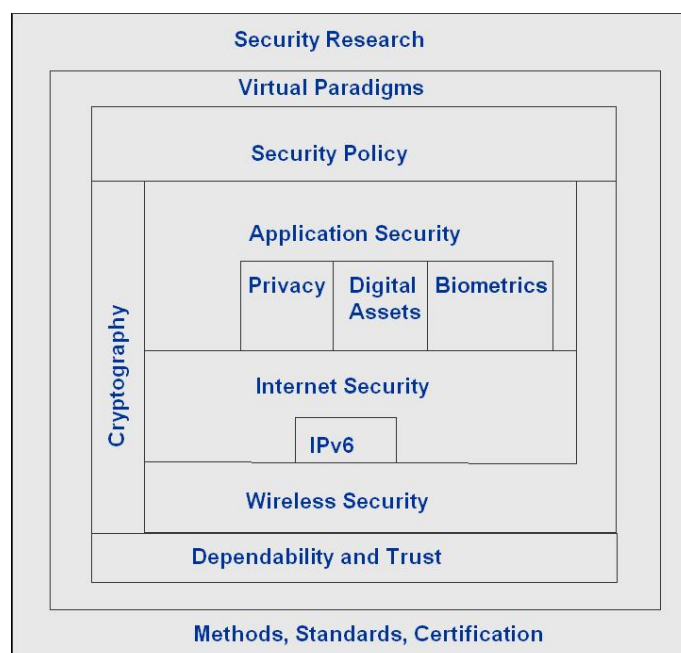 Security Research
Virtual Paradigms
Security Policy
Application Security
Privacy
Digital
Assets
Biometrics
Cryptography
Internet Security
IPv6
Wireless Security
Dependability and Trust
Methods, Standards, Certification